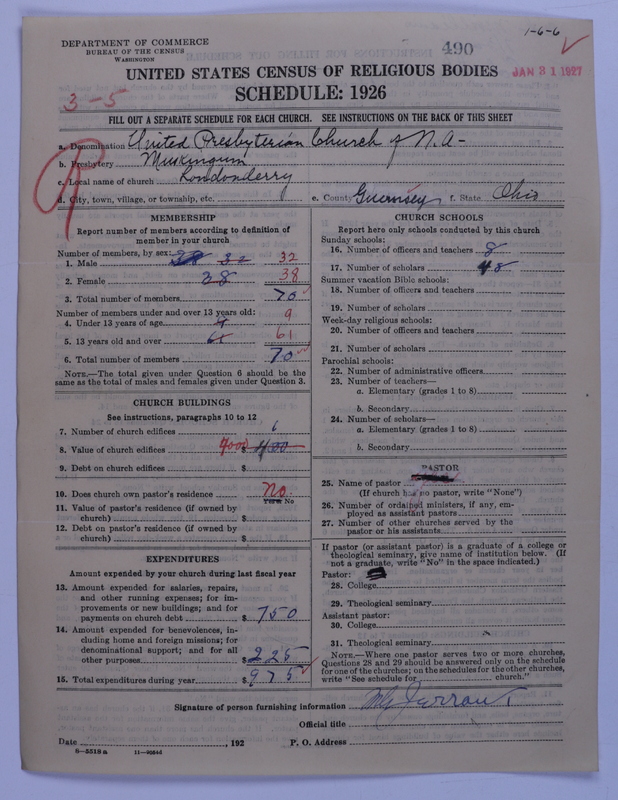 1-6-6
DEPARTMENT OF COMMERCE
BUREAU OF THE CENSUS
WASHINGTON
490
UNITED STATES CENSUS OF RELIGIOUS BODIES
JAN 31 1927
SCHEDULE: 1926
3-5
FILL OUT A SEPARATE SCHEDULE FOR EACH CHURCH. SEE INSTRUCTIONS ON THE BACK OF THIS SHEET
a. Denomination United Presbyterian Church of N.A-
b. Presbytery Muskingum
c. Local name of church Londonderry
d. City, town, village, or township, etc. e. County Guernsey f. State Ohio
MEMBERSHIP
Report number of members according to definition of
member in your church
Number of members, by sex:
1. Male 28 32 32
2. Female 28 38
3. Total number of members 70
Number of members under and over 13 years old: 9
4. Under 13 years of age 9
5. 13 years old and over 61 61
6. Total number of members 70
NOTE.—The total given under Question 6 should be
same as the total of males and females given under Question 3.
CHURCH BUILDINGS
See instructions, paragraphs 10 to 12
7. Number of church edifices
8. Value of church edifices 4000 $
9. Debt on church edifices $
10. Does church own pastor's residence No.
Yes or No
11. Value of pastor's residence (if owned by
church) $
12. Debt on pastor's residence (if owned by
church) $
EXPENDITURES
Amount expended by your church during last fiscal year
13. Amount expended for salaries, repairs,
and other running expenses; for im-
provements or new buildings; and for
payments on church debt $ 750
14. Amount expended for benevolences, in-
cluding home and foreign missions; for
denominational support; and for all
other purposes $ 225
15. Total expenditures during year $ 975
CHURCH SCHOOLS
Report here only schools conducted by this church
Sunday schools:
16. Number of officers and teachers 8
17. Number of scholars 48
Summer vacation Bible schools:
18. Number of officers and teachers
19. Number of scholars
Week-day religious schools:
20. Number of officers and teachers
21. Number of scholars
Parochial schools:
22. Number of administrative officers
23. Number of teachers—
a. Elementary (grades 1 to 8)
b. Secondary
24. Number of scholars—
a. Elementary (grades 1 to 8)
b. Secondary
PASTOR
25. Name of pastor
(If church has no pastor, write "None")
26. Number of ordained ministers, if any, em-
ployed as assistant pastors
27. Number of other churches served by the
pastor or his assistants
If pastor (or assistant pastor) is a graduate of a college or
theological seminary, give name of institution below. (If
not a graduate, write "No" in the space indicated.)
Pastor:
28. College
29. Theological seminary
Assistant pastor:
30. College
31. Theological seminary
NOTE.—Where one pastor serves two or more churches,
Questions 28 and 29 should be answered only on the schedule
for one of the churches; on the schedules for the other churches,
write "See schedule for church."
Signature of person furnishing information
Official title
Date , 192 P. O. Address
6—5518 a 11—80646